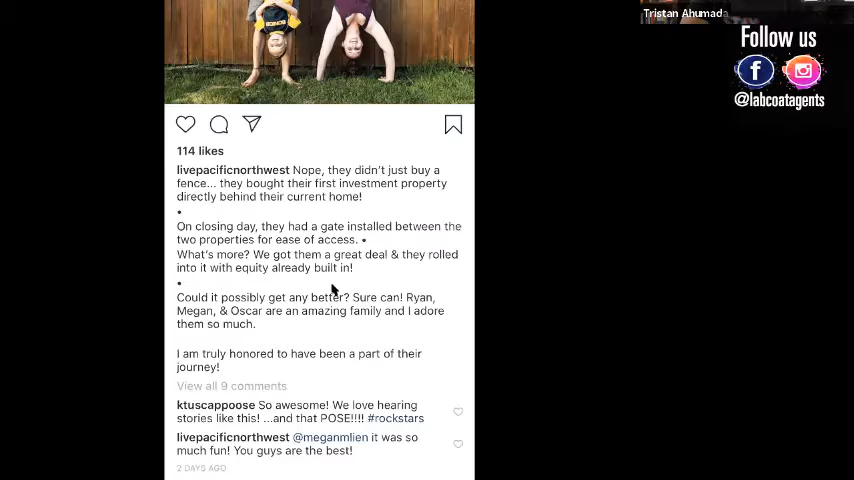 Tristan Ahumada
Follow us
@labcoatagents
114 likes
livepacificnorthwest Nope, they didn't just buy a
fence... they bought their first investment property
directly behind their current home!
•
On closing day, they had a gate installed between the
two properties for ease of access. •
What's more? We got them a great deal & they rolled
into it with equity already built in!
•
Could it possibly get any better? Sure can! Ryan,
Megan, & Oscar are an amazing family and I adore
them so much.
I am truly honored to have been a part of their
journey!
View all 9 comments
ktuscappoose So awesome! We love hearing
stories like this! ...and that POSE!!!! #rockstars
livepacificnorthwest @meganmlien it was so
much fun! You guys are the best!
2 DAYS AGO